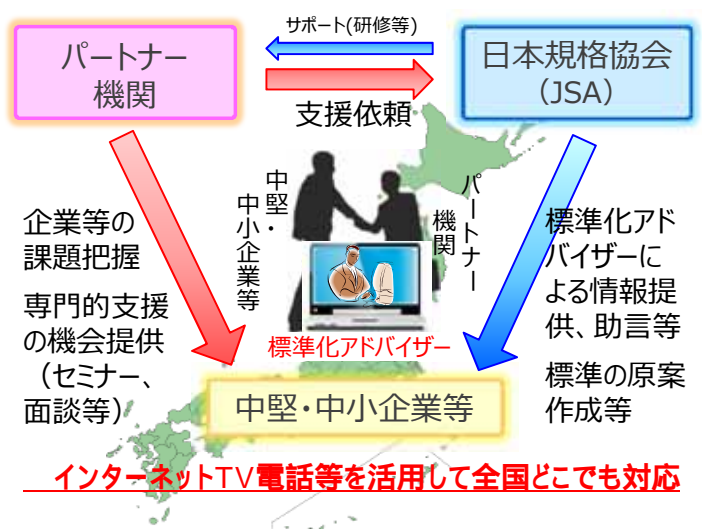 サポート(研修等)
パートナー
機関
日本規格協会
（JSA）
支援依頼
中堅・
中小企業等
パートナー
機関
企業等の
課題把握
専門的支援
の機会提供
（セミナー、
面談等）
標準化アド
バイザーに
よる情報提
供、助言等
標準の原案
作成等
標準化アドバイザー
中堅・中小企業等
インターネットTV電話等を活用して全国どこでも対応